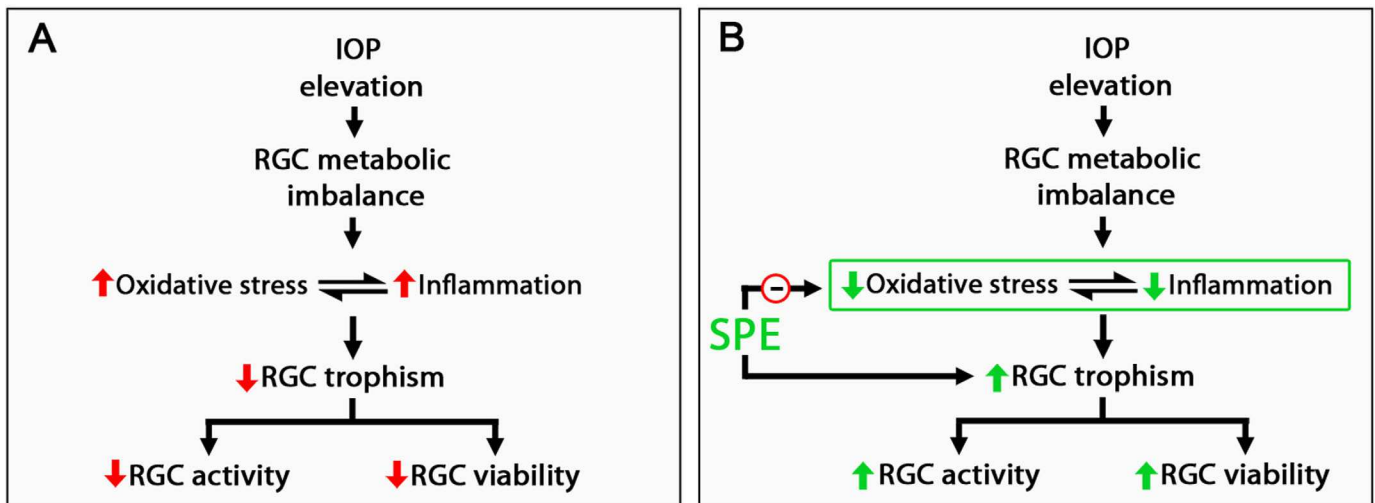 A
IOP
elevation
RGC metabolic
imbalance
Oxidative stress
Inflammation
RGC trophism
RGC activity
RGC viability
B
IOP
elevation
RGC metabolic
imbalance
Oxidative stress
Inflammation
SPE
RGC trophism
RGC activity
RGC viability